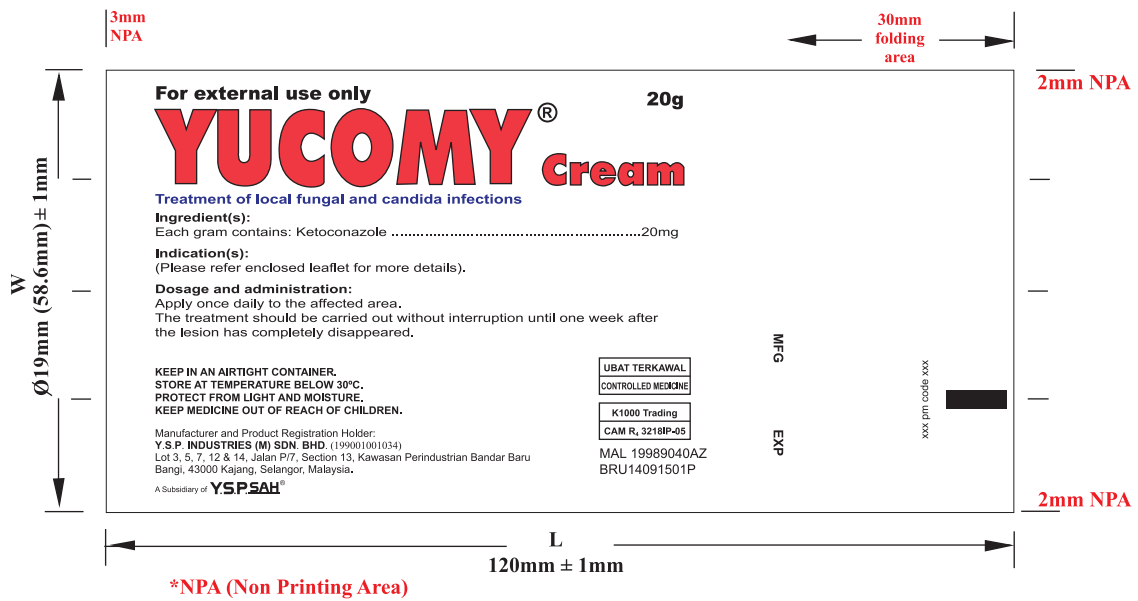 3mm
NPA
30mm
folding
area
2mm NPA
For external use only
20g
YUCOMY® Cream
Treatment of local fungal and candida infections
Ingredient(s):
Each gram contains: Ketoconazole ..........................................................20mg
Indication(s):
(Please refer enclosed leaflet for more details).
Dosage and administration:
Apply once daily to the affected area.
The treatment should be carried out without interruption until one week after
the lesion has completely disappeared.
W
Ø19mm (58.6mm) ± 1mm
KEEP IN AN AIRTIGHT CONTAINER.
STORE AT TEMPERATURE BELOW 30ºC.
PROTECT FROM LIGHT AND MOISTURE.
KEEP MEDICINE OUT OF REACH OF CHILDREN.
Manufacturer and Product Registration Holder:
Y.S.P. INDUSTRIES (M) SDN. BHD. (199001001034)
Lot 3, 5, 7, 12 & 14, Jalan P/7, Section 13, Kawasan Perindustrian Bandar Baru
Bangi, 43000 Kajang, Selangor, Malaysia.
A Subsidiary of Y.S.P.SAH®
UBAT TERKAWAL
CONTROLLED MEDICINE
K1000 Trading
CAM R, 3218IP-05
MAL 19989040AZ
BRU14091501P
MFG
EXP
xxx pm code xxx
2mm NPA
L
120mm ± 1mm
*NPA (Non Printing Area)